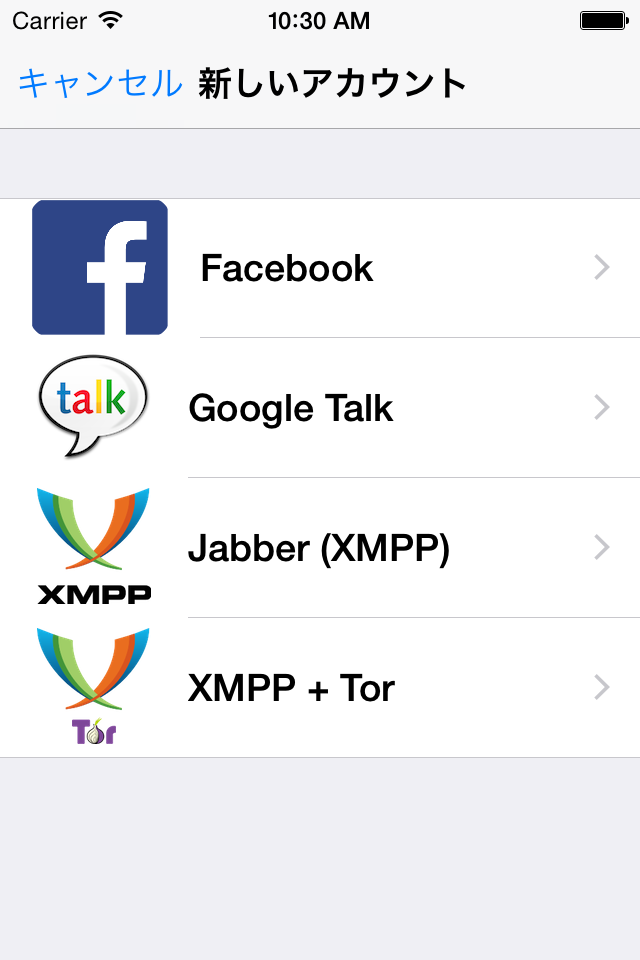 Carrier 10:30 AM
キャンセル 新しいアカウント
Facebook
talk
Google Talk
XMPP
Jabber (XMPP)
Tor
XMPP + Tor